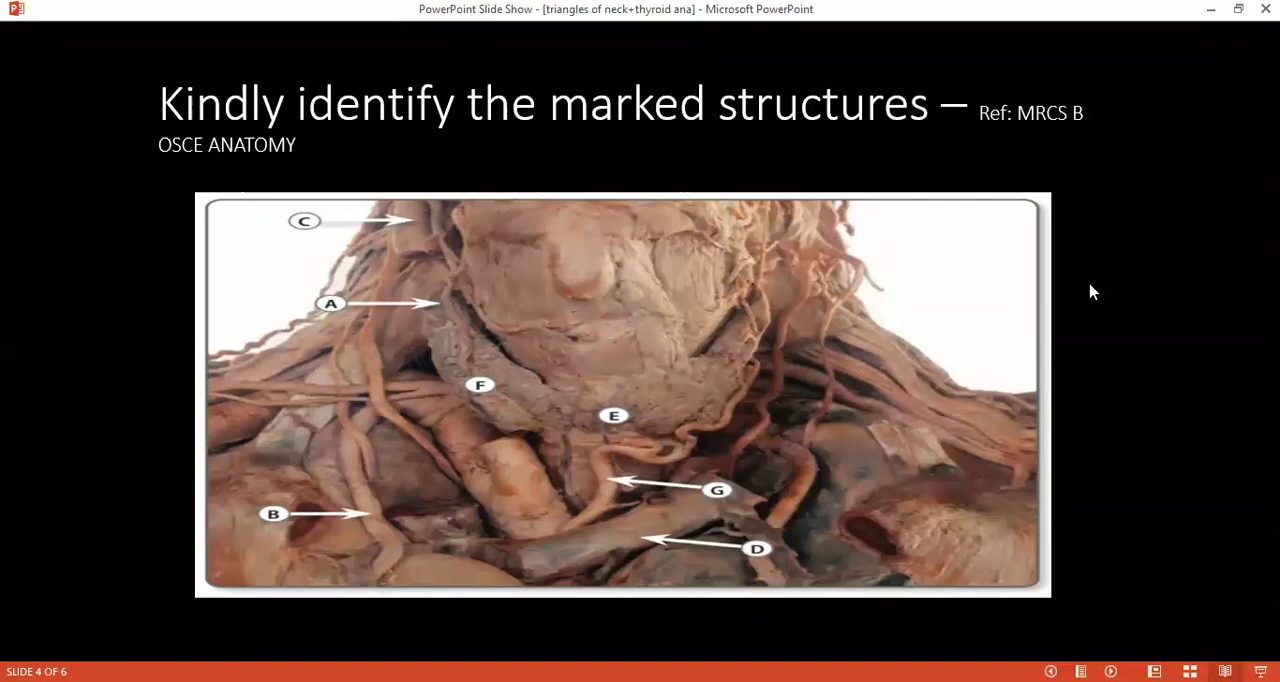 PowerPoint Slide Show - [triangles of neck+thyroid ana] - Microsoft PowerPoint
Kindly identify the marked structures – Ref: MRCS B
OSCE ANATOMY
C
A
F
E
G
B
D
SLIDE 4 OF 6